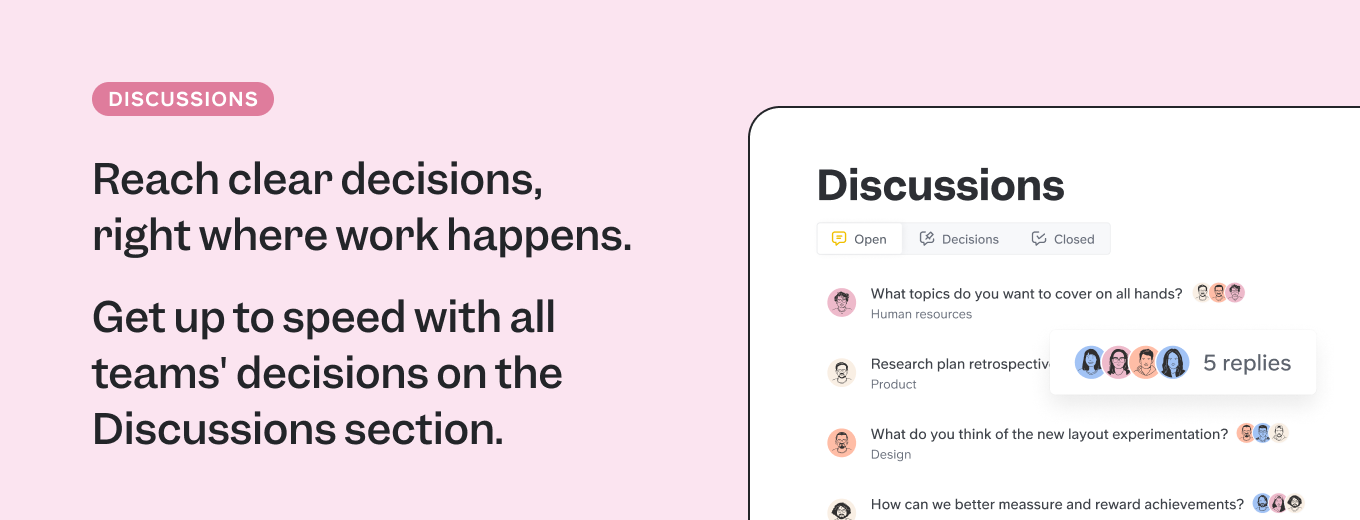 DISCUSSIONS
Reach clear decisions,
right where work happens.
Get up to speed with all
teams' decisions on the
Discussions section.
Discussions
Open
Decisions
Closed
What topics do you want to cover on all hands?
Human resources
Research plan retrospectiv
Product
5 replies
What do you think of the new layout experimentation?
Design
How can we better meassure and reward achievements?